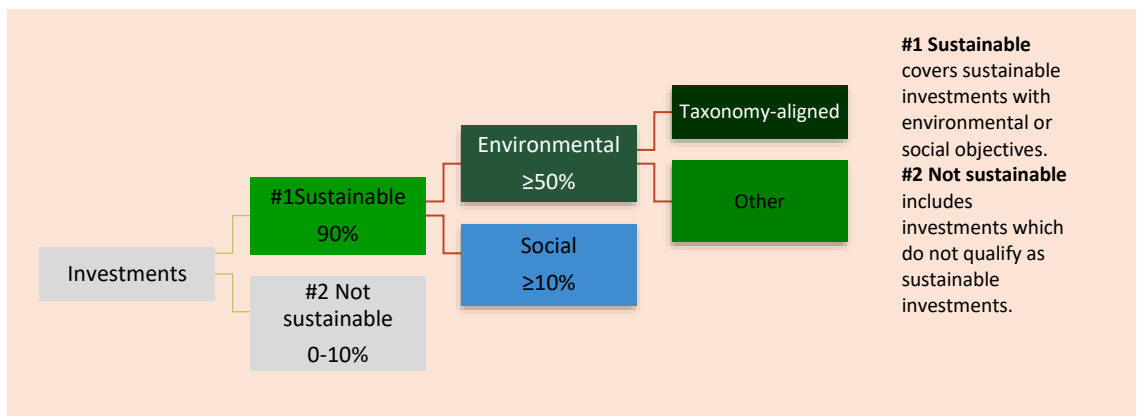 Investments
#1Sustainable
90%
#2 Not
sustainable
0-10%
Environmental
≥50%
Social
≥10%
Taxonomy-aligned
Other
#1 Sustainable
covers sustainable
investments with
environmental or
social objectives.
#2 Not sustainable
includes
investments which
do not qualify as
sustainable
investments.